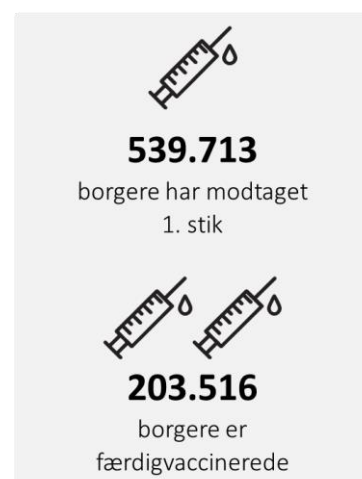 539.713
borgere har modtaget
1. stik
203.516
borgere er
færdigvaccinerede